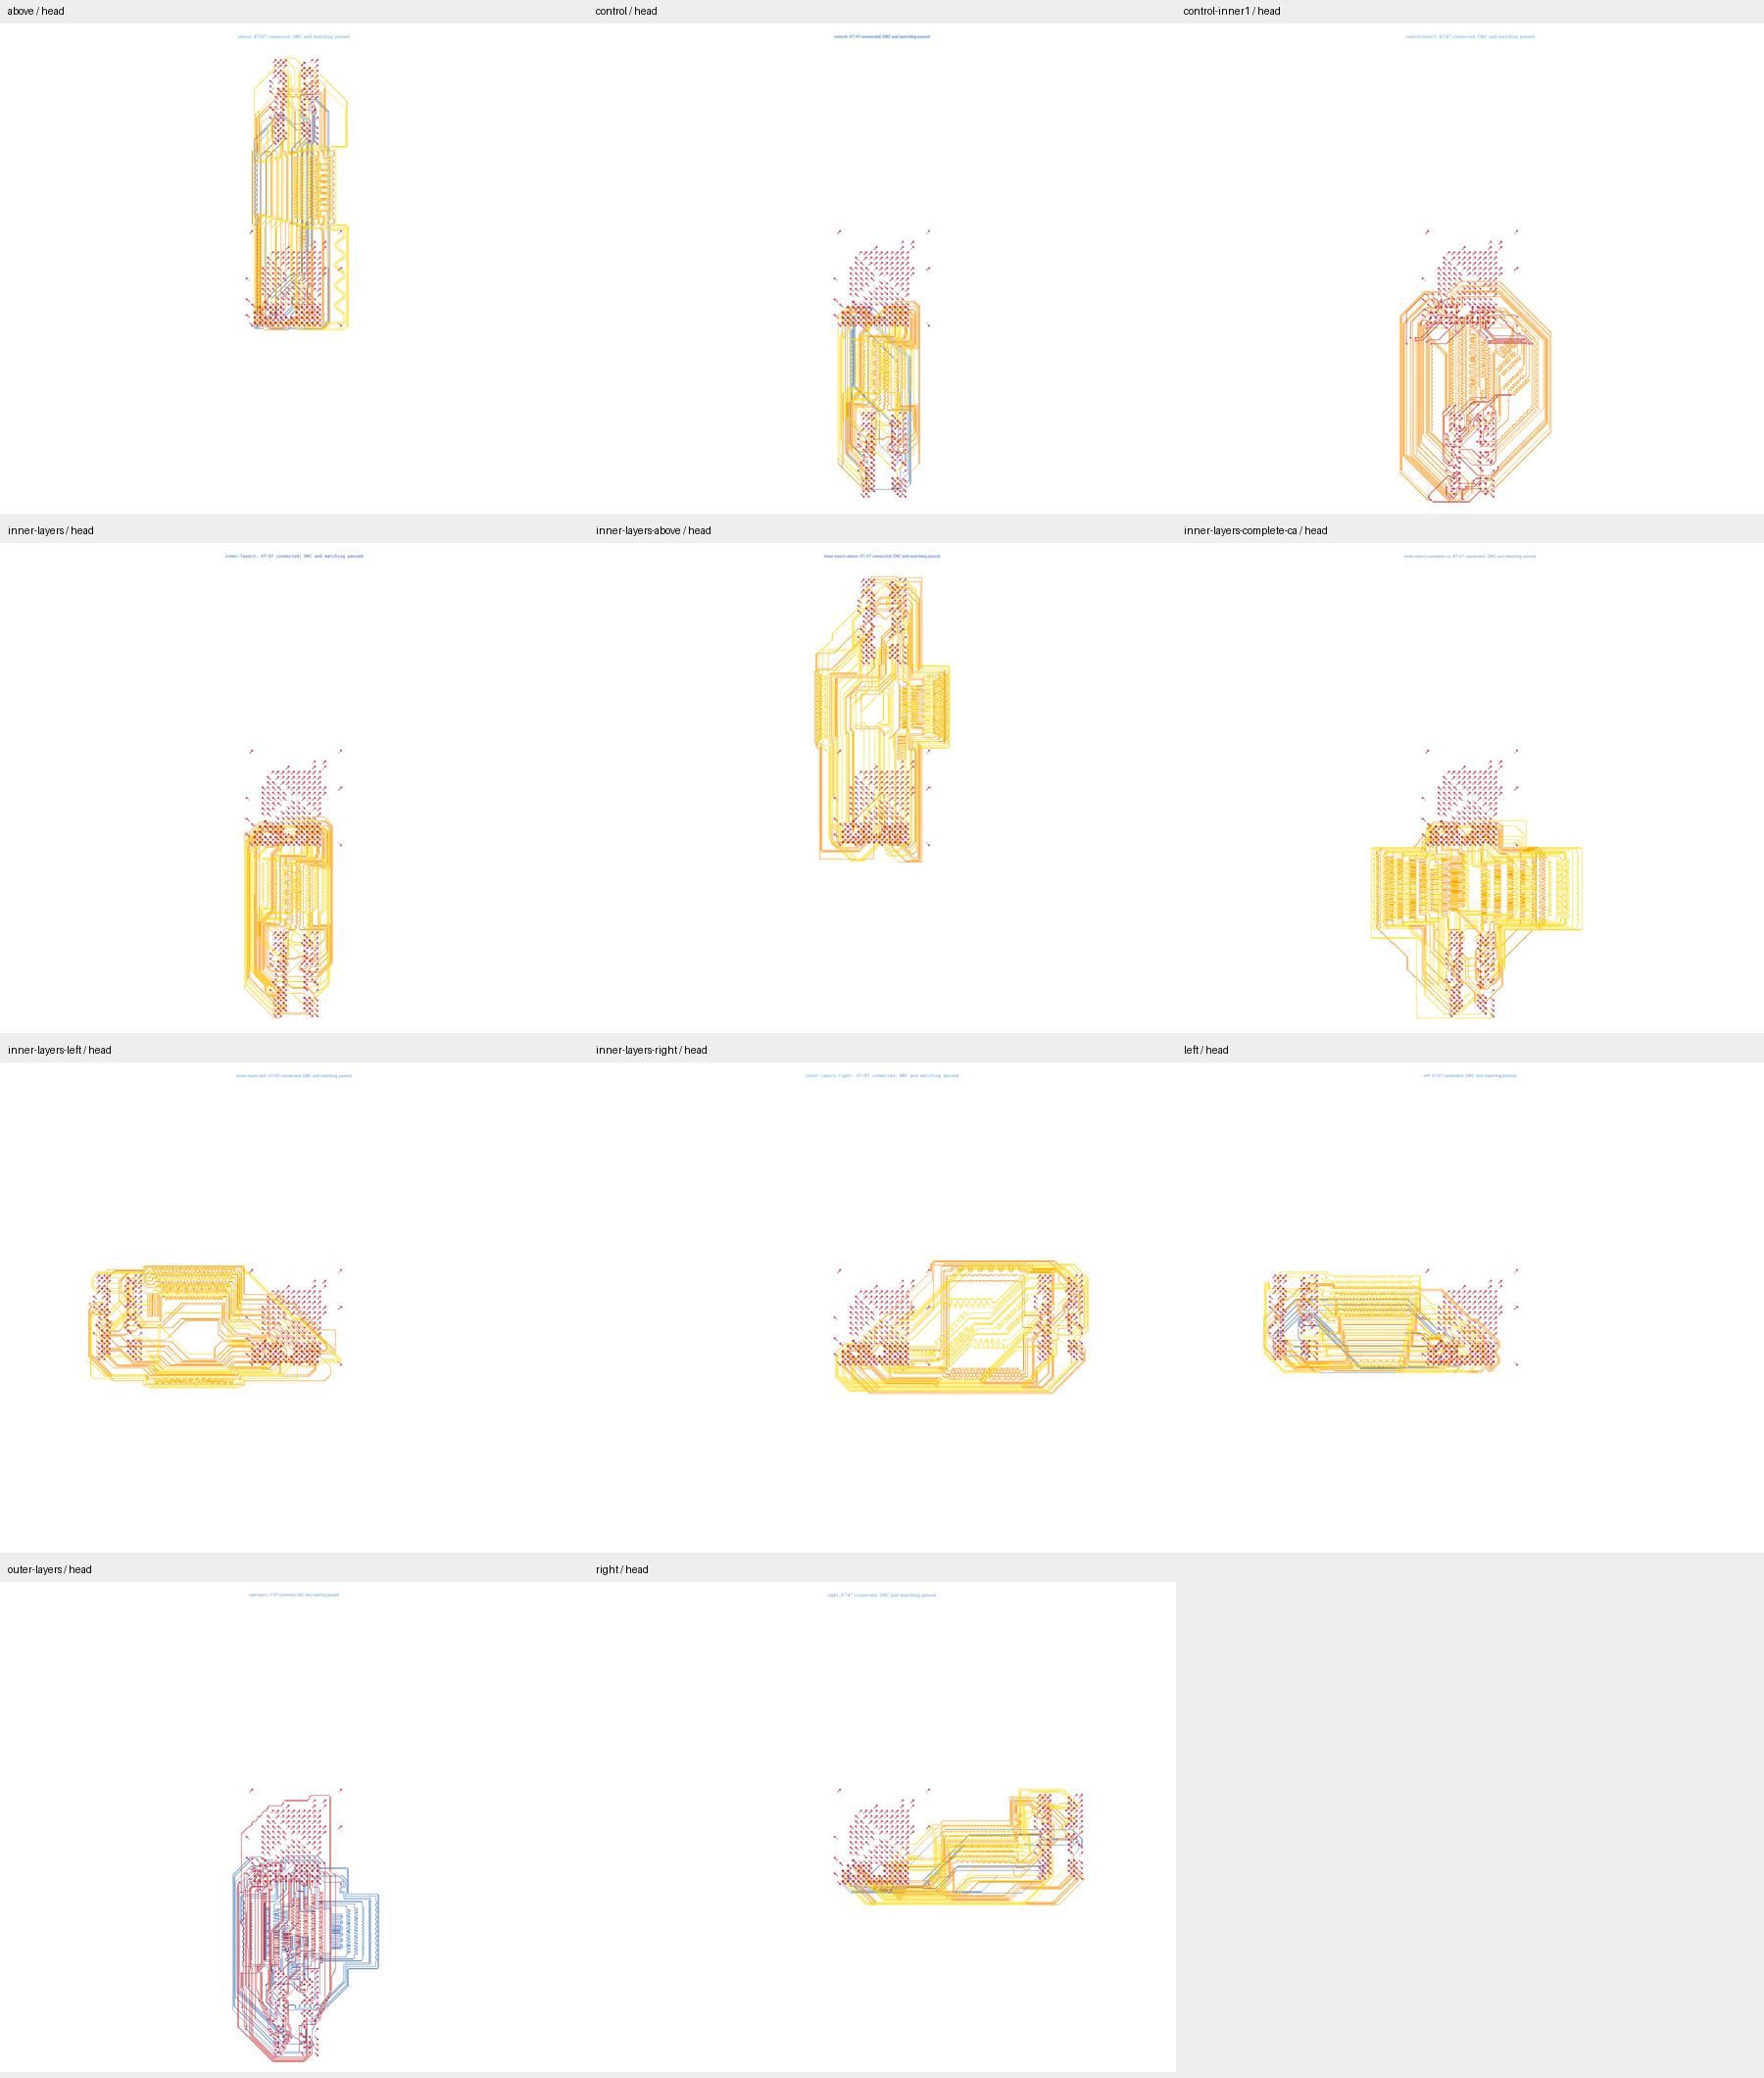 above / head
control / head
control-inner1 / head
above: 47/47 connected; DRC and matching passed
control: 47/47 connected; DRC and matching passed
control-inner1: 47/47 connected; DRC and matching passed
inner-layers / head
inner-layers-above / head
inner-layers-complete-ca / head
inner-layers: 47/47 connected; DRC and matching passed
inner-layers-above: 47/47 connected; DRC and matching passed
inner-layers-complete-ca: 47/47 connected; DRC and matching passed
inner-layers-left / head
inner-layers-right / head
left / head
inner-layers-left: 47/47 connected; DRC and matching passed
inner-layers-right: 47/47 connected; DRC and matching passed
left: 47/47 connected; DRC and matching passed
outer-layers / head
right / head
outer-layers: 47/47 connected; DRC and matching passed
right: 47/47 connected; DRC and matching passed